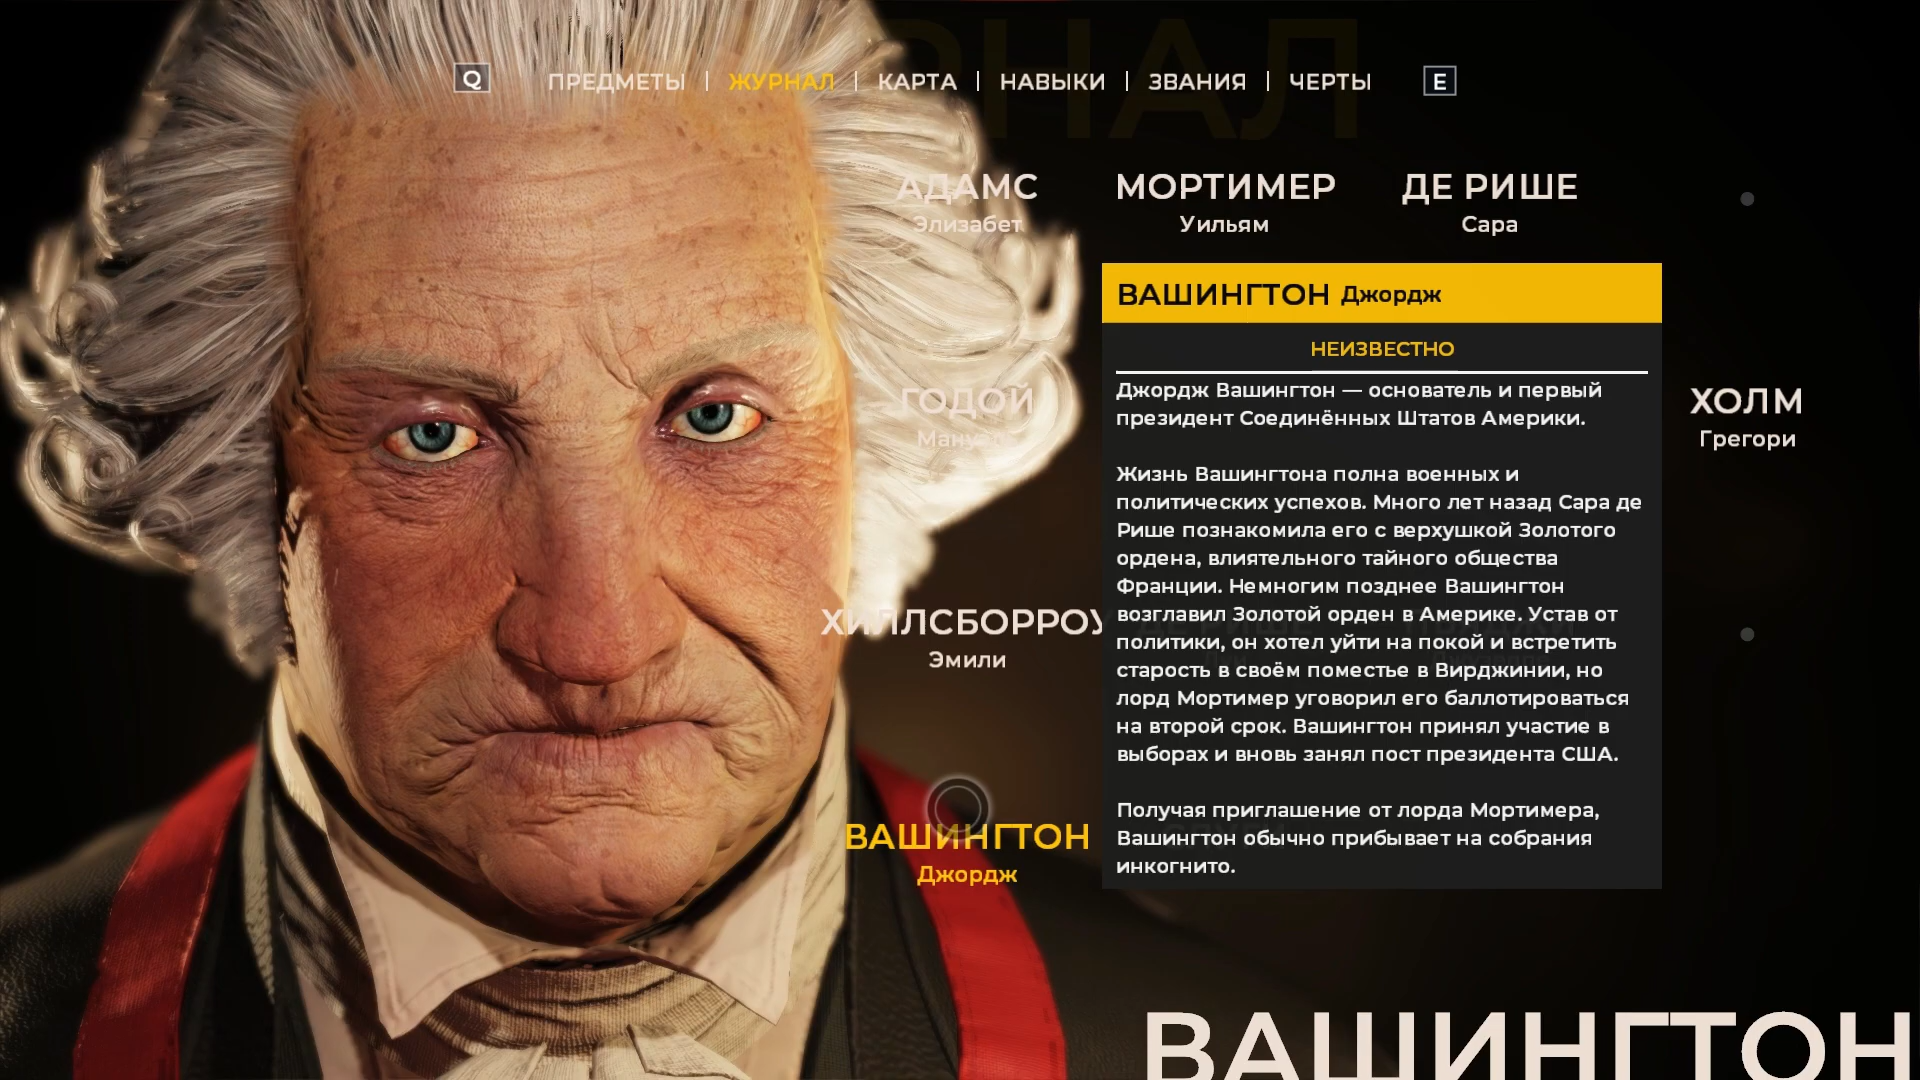 Q ПРЕДМЕТЫ | ЖУРНАЛ | КАРТА | НАВЫКИ | ЗВАНИЯ | ЧЕРТЫ E
АДАМС
Элизабет
МОРТИМЕР
Уильям
ДЕ РИШЕ
Сара
ВАШИНГТОН Джордж
НЕИЗВЕСТНО
Джордж Вашингтон — основатель и первый
президент Соединённых Штатов Америки.
Жизнь Вашингтона полна военных и
политических успехов. Много лет назад Сара де
Рише познакомила его с верхушкой Золотого
ордена, влиятельного тайного общества
Франции. Немногим позднее Вашингтон
возглавил Золотой орден в Америке. Устав от
политики, он хотел уйти на покой и встретить
старость в своём поместье в Вирджинии, но
лорд Мортимер уговорил его баллотироваться
на второй срок. Вашингтон принял участие в
выборах и вновь занял пост президента США.
Получая приглашение от лорда Мортимера,
Вашингтон обычно прибывает на собрания
инкогнито.
ГОДОЙ
Мануэль
ХОЛМ
Грегори
ХИЛЛСБОРРОУ
Эмили
ВАШИНГТОН
Джордж
ВАШИНГТОН